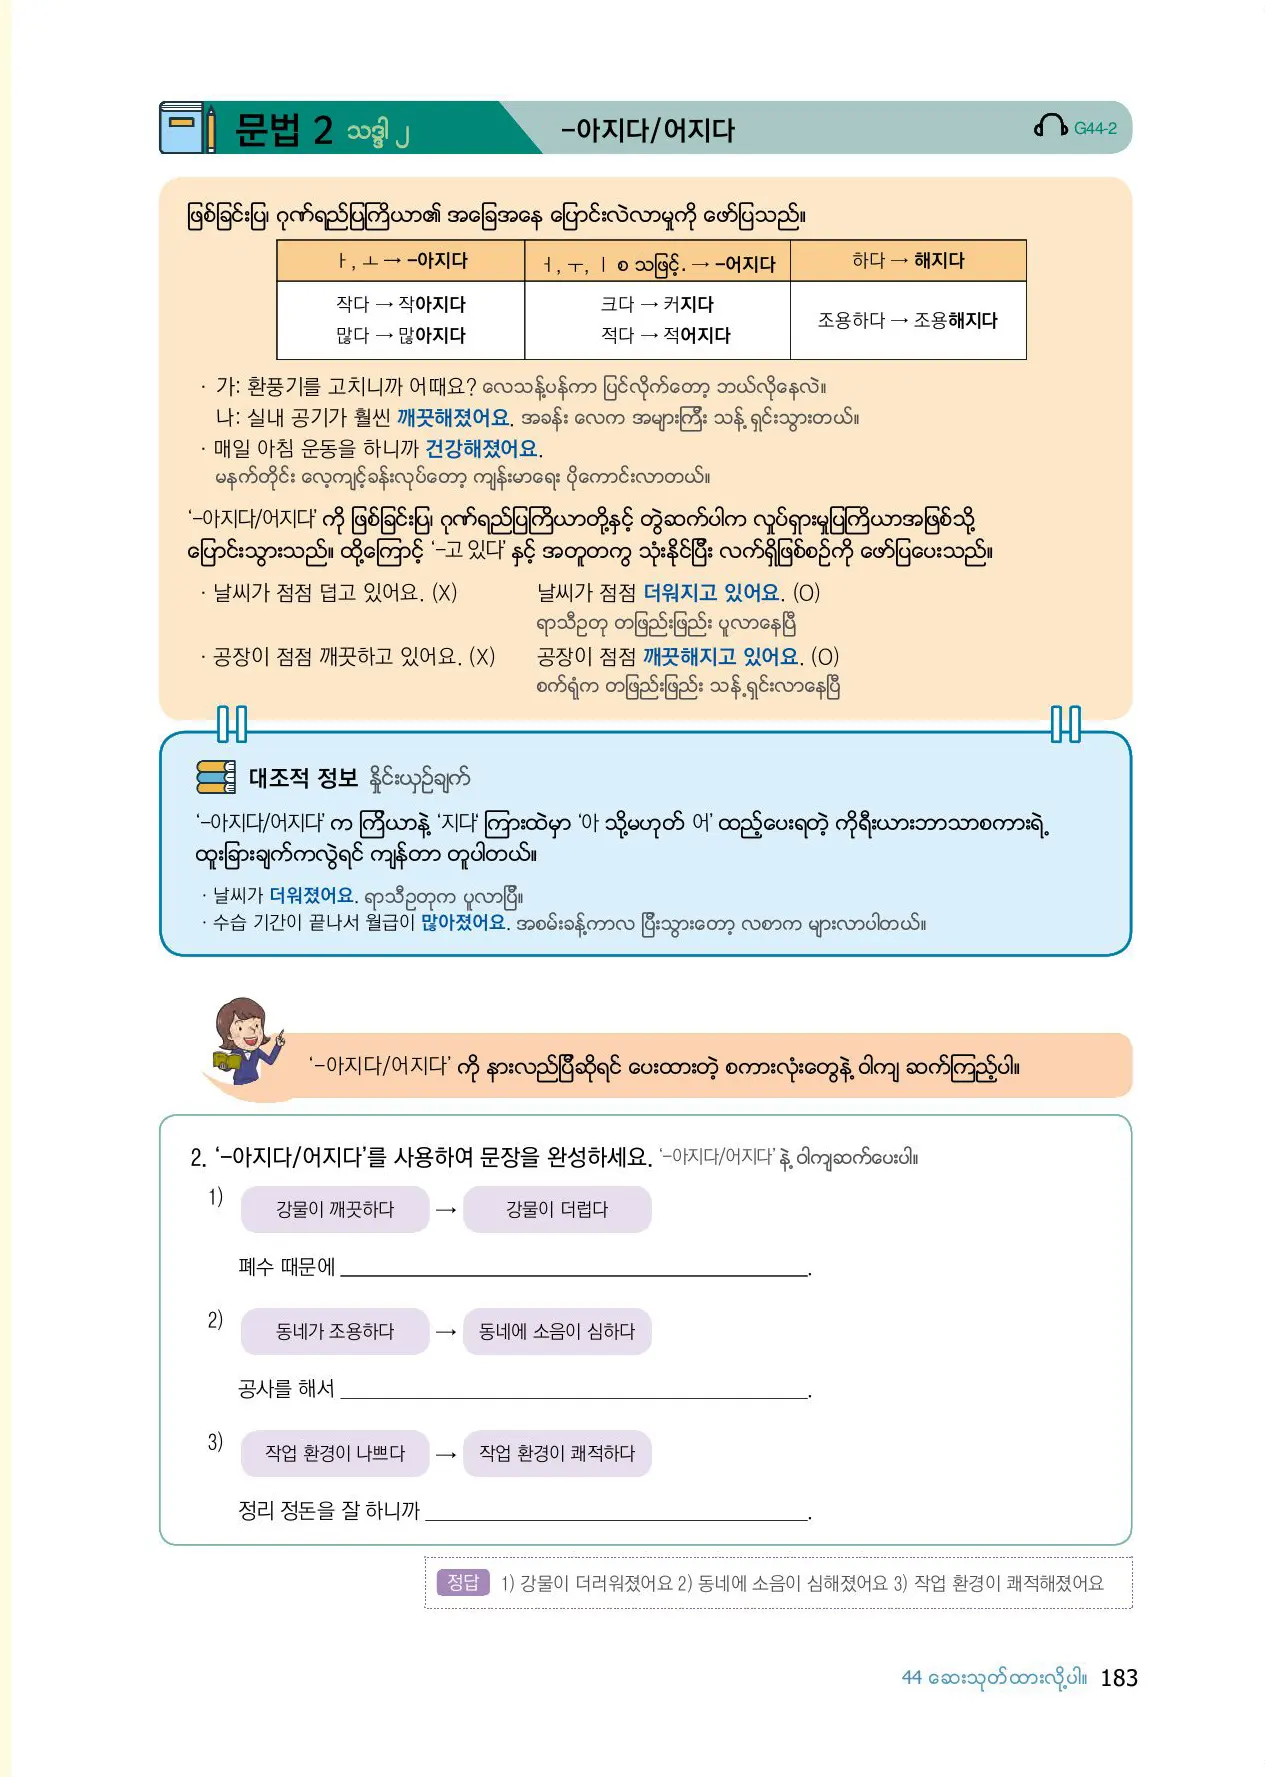 문법 2 သဒ္ဒါ ၂
-아지다/어지다
G44-2
ဖြစ်ခြင်းပြ၊ ဂုဏ်ရည်ပြကြိယာ၏ အခြေအနေ ပြောင်းလဲလာမှုကို ဖော်ပြသည်။
ㅏ, ㅗ → -아지다
ㅓ, ㅜ, ㅣ စ သဖြင့်. → -어지다
하다 → 해지다
작다 → 작아지다
많다 → 많아지다
크다 → 커지다
적다 → 적어지다
조용하다 → 조용해지다
· 가: 환풍기를 고치니까 어때요? လေသန့်ပန်ကာ ပြင်လိုက်တော့ ဘယ်လိုနေလဲ။
나: 실내 공기가 훨씬 깨끗해졌어요. အခန်း လေက အများကြီး သန့်ရှင်းသွားတယ်။
· 매일 아침 운동을 하니까 건강해졌어요.
မနက်တိုင်း လေ့ကျင့်ခန်းလုပ်တော့ ကျန်းမာရေး ပိုကောင်းလာတယ်။
‘-아지다/어지다’ ကို ဖြစ်ခြင်းပြ၊ ဂုဏ်ရည်ပြကြိယာတို့နှင့် တွဲဆက်ပါက လှုပ်ရှားမှုပြကြိယာအဖြစ်သို့
ပြောင်းသွားသည်။ ထို့ကြောင့် ‘-고 있다’ နှင့် အတူတကွ သုံးနိုင်ပြီး လက်ရှိဖြစ်စဉ်ကို ဖော်ပြပေးသည်။
· 날씨가 점점 덥고 있어요. (X) 날씨가 점점 더워지고 있어요. (O)
ရာသီဥတု တဖြည်းဖြည်း ပူလာနေပြီ
· 공장이 점점 깨끗하고 있어요. (X) 공장이 점점 깨끗해지고 있어요. (O)
စက်ရုံက တဖြည်းဖြည်း သန့်ရှင်းလာနေပြီ
대조적 정보 နှိုင်းယှဉ်ချက်
‘-아지다/어지다’ က ကြိယာနဲ့ ‘지다‘ ကြားထဲမှာ ‘아 သို့မဟုတ် 어’ ထည့်ပေးရတဲ့ ကိုရီးယားဘာသာစကားရဲ့
ထူးခြားချက်ကလွဲရင် ကျန်တာ တူပါတယ်။
· 날씨가 더워졌어요. ရာသီဥတုက ပူလာပြီ။
· 수습 기간이 끝나서 월급이 많아졌어요. အစမ်းခန့်ကာလ ပြီးသွားတော့ လစာက များလာပါတယ်။
‘-아지다/어지다’ ကို နားလည်ပြီဆိုရင် ပေးထားတဲ့ စကားလုံးတွေနဲ့ ဝါကျ ဆက်ကြည့်ပါ။
2. ‘-아지다/어지다’를 사용하여 문장을 완성하세요. ‘-아지다/어지다’ နဲ့ ဝါကျဆက်ပေးပါ။
1) 강물이 깨끗하다 → 강물이 더럽다
폐수 때문에 ____________________.
2) 동네가 조용하다 → 동네에 소음이 심하다
공사를 해서 ____________________.
3) 작업 환경이 나쁘다 → 작업 환경이 쾌적하다
정리 정돈을 잘 하니까 ____________________.
정답 1) 강물이 더러워졌어요 2) 동네에 소음이 심해졌어요 3) 작업 환경이 쾌적해졌어요
44 ဆေးသုတ်ထားလို့ပါ။ 183